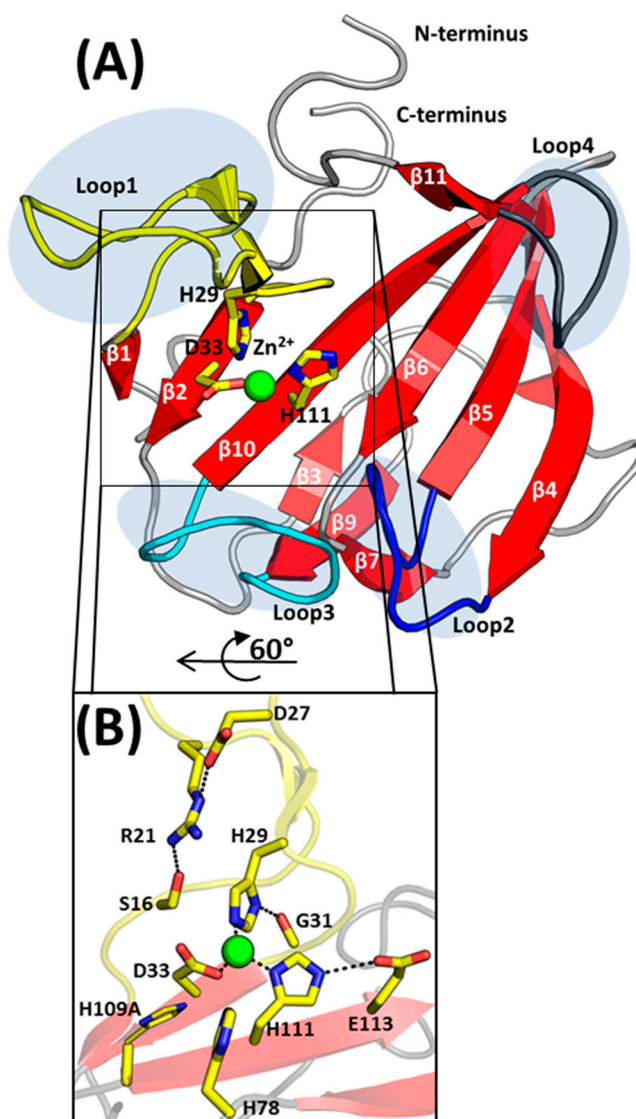 N-terminus
(A)
C-terminus
Loop1
Loop4
β11
H29
D33
Zn²⁺
β1
β2
H111
β6
β10
β5
β3
β4
β9
β7
Loop3
Loop2
60°
(B)
D27
R21
H29
S16
G31
D33
H109A
H111
E113
H78